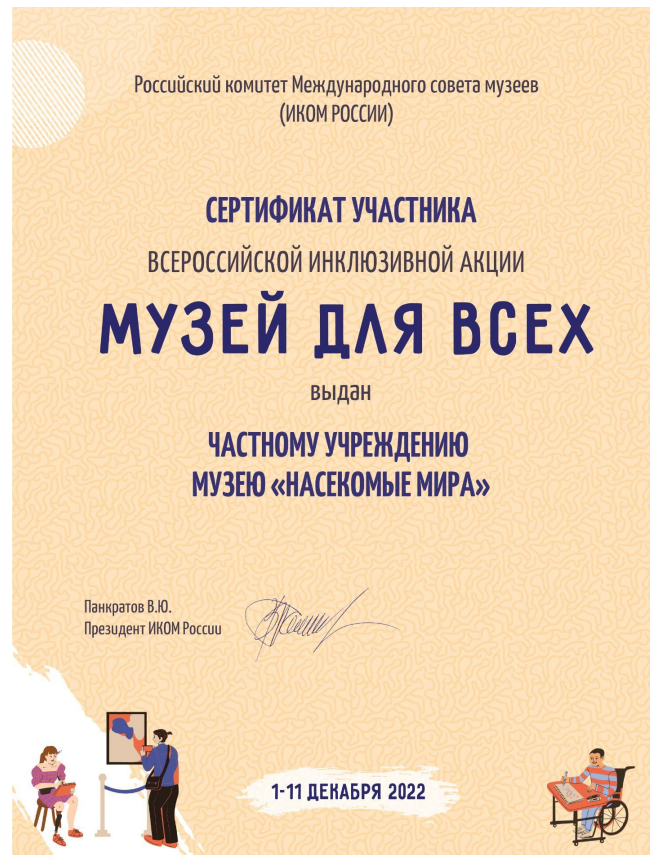 Российский комитет Международного совета музеев
(ИКОМ РОССИИ)
СЕРТИФИКАТ УЧАСТНИКА
ВСЕРОССИЙСКОЙ ИНКЛЮЗИВНОЙ АКЦИИ
МУЗЕЙ ДЛЯ ВСЕХ
выдан
ЧАСТНОМУ УЧРЕЖДЕНИЮ
МУЗЕЮ «НАСЕКОМЫЕ МИРА»
Панкратов В.Ю.
Президент ИКОМ России
1-11 ДЕКАБРЯ 2022